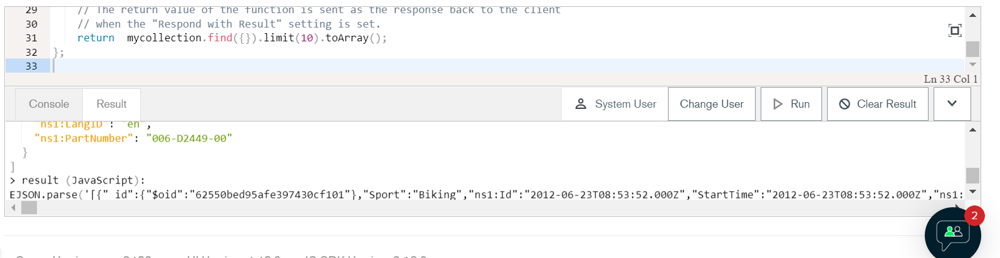 29 // The return value of the function is sent as the response back to the client
30 // when the "Respond with Result" setting is set.
31 return mycollection.find({}).limit(10).toArray();
32 };
33
Ln 33 Col 1
Console Result System User Change User Run Clear Result
"ns1:LangID": "en",
"ns1:PartNumber": "006-D2449-00"
}
]
> result (JavaScript):
EJSON.parse('[{"_id":{"$oid":"62550bed95afe397430cf101"},"Sport":"Biking","ns1:Id":"2012-06-23T08:53:52.000Z","StartTime":"2012-06-23T08:53:52.000Z","ns1:
2